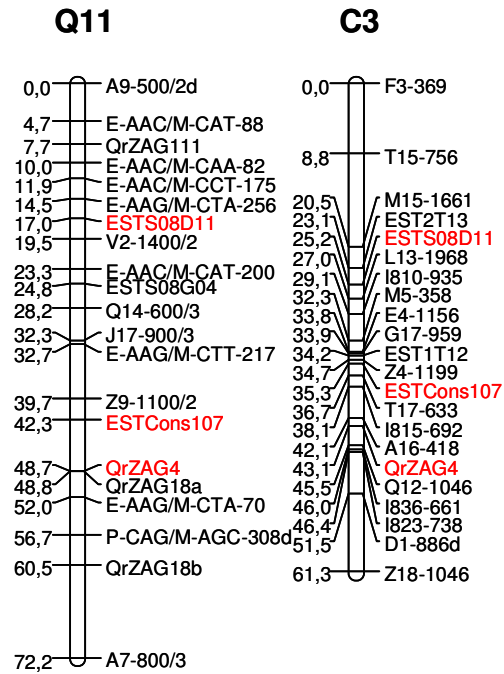 Q11
0,0 A9-500/2d
4,7 E-AAC/M-CAT-88
7,7 QrZAG111
10,0 E-AAC/M-CAA-82
11,9 E-AAC/M-CCT-175
14,5 E-AAG/M-CTA-256
17,0 ESTS08D11
19,5 V2-1400/2
23,3 E-AAC/M-CAT-200
24,8 ESTS08G04
28,2 Q14-600/3
32,3 J17-900/3
32,7 E-AAG/M-CTT-217
39,7 Z9-1100/2
42,3 ESTCons107
48,7 QrZAG4
48,8 QrZAG18a
52,0 E-AAG/M-CTA-70
56,7 P-CAG/M-AGC-308d
60,5 QrZAG18b
72,2 A7-800/3
C3
0,0 F3-369
8,8 T15-756
20,5 M15-1661
23,1 EST2T13
25,2 ESTS08D11
27,0 L13-1968
29,1 I810-935
32,3 M5-358
33,8 E4-1156
33,9 G17-959
34,2 EST1T12
34,7 Z4-1199
35,3 ESTCons107
36,7 T17-633
38,1 I815-692
42,1 A16-418
43,1 QrZAG4
45,5 Q12-1046
46,0 I836-661
46,4 I823-738
51,5 D1-886d
61,3 Z18-1046